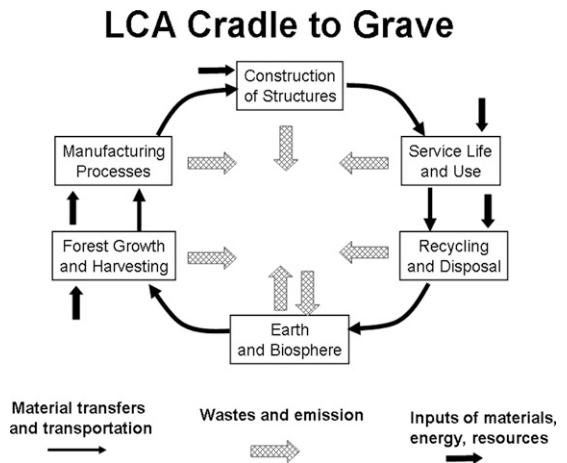 LCA Cradle to Grave
Construction
of Structures
Manufacturing
Processes
Service Life
and Use
Forest Growth
and Harvesting
Recycling
and Disposal
Earth
and Biosphere
Material transfers
and transportation
Wastes and emission
Inputs of materials,
energy, resources